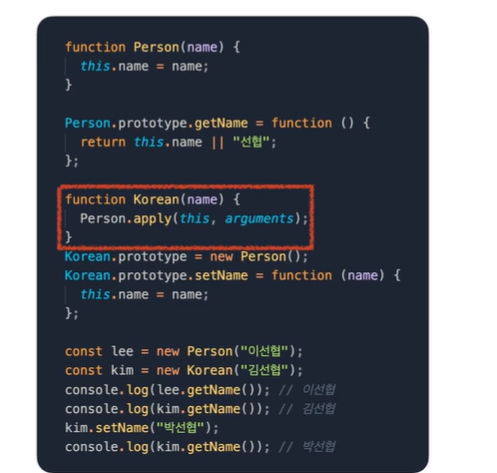 function Person(name) {
this.name = name;
}
Person.prototype.getName = function () {
return this.name || "선협";
};
function Korean(name) {
Person.apply(this, arguments);
}
Korean.prototype = new Person();
Korean.prototype.setName = function (name) {
this.name = name;
};
const lee = new Person("이선협");
const kim = new Korean("김선협");
console.log(lee.getName()); // 이선협
console.log(kim.getName()); // 김선협
kim.setName("박선협");
console.log(kim.getName()); // 박선협